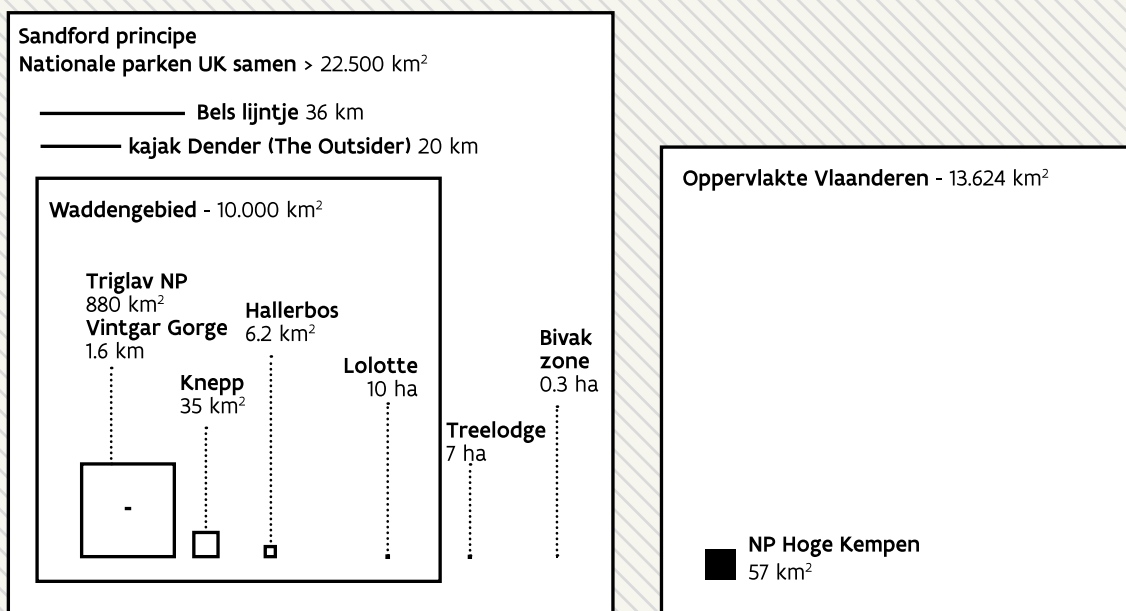 Sandford principe
Nationale parken UK samen > 22.500 km²
Bels lijntje 36 km
kajak Dender (The Outsider) 20 km
Waddengebied - 10.000 km²
Triglav NP
880 km²
Vintgar Gorge
1.6 km
Knepp
35 km²
Hallerbos
6.2 km²
Lolotte
10 ha
Treelodge
7 ha
Bivak
zone
0.3 ha
Oppervlakte Vlaanderen - 13.624 km²
NP Hoge Kempen
57 km²